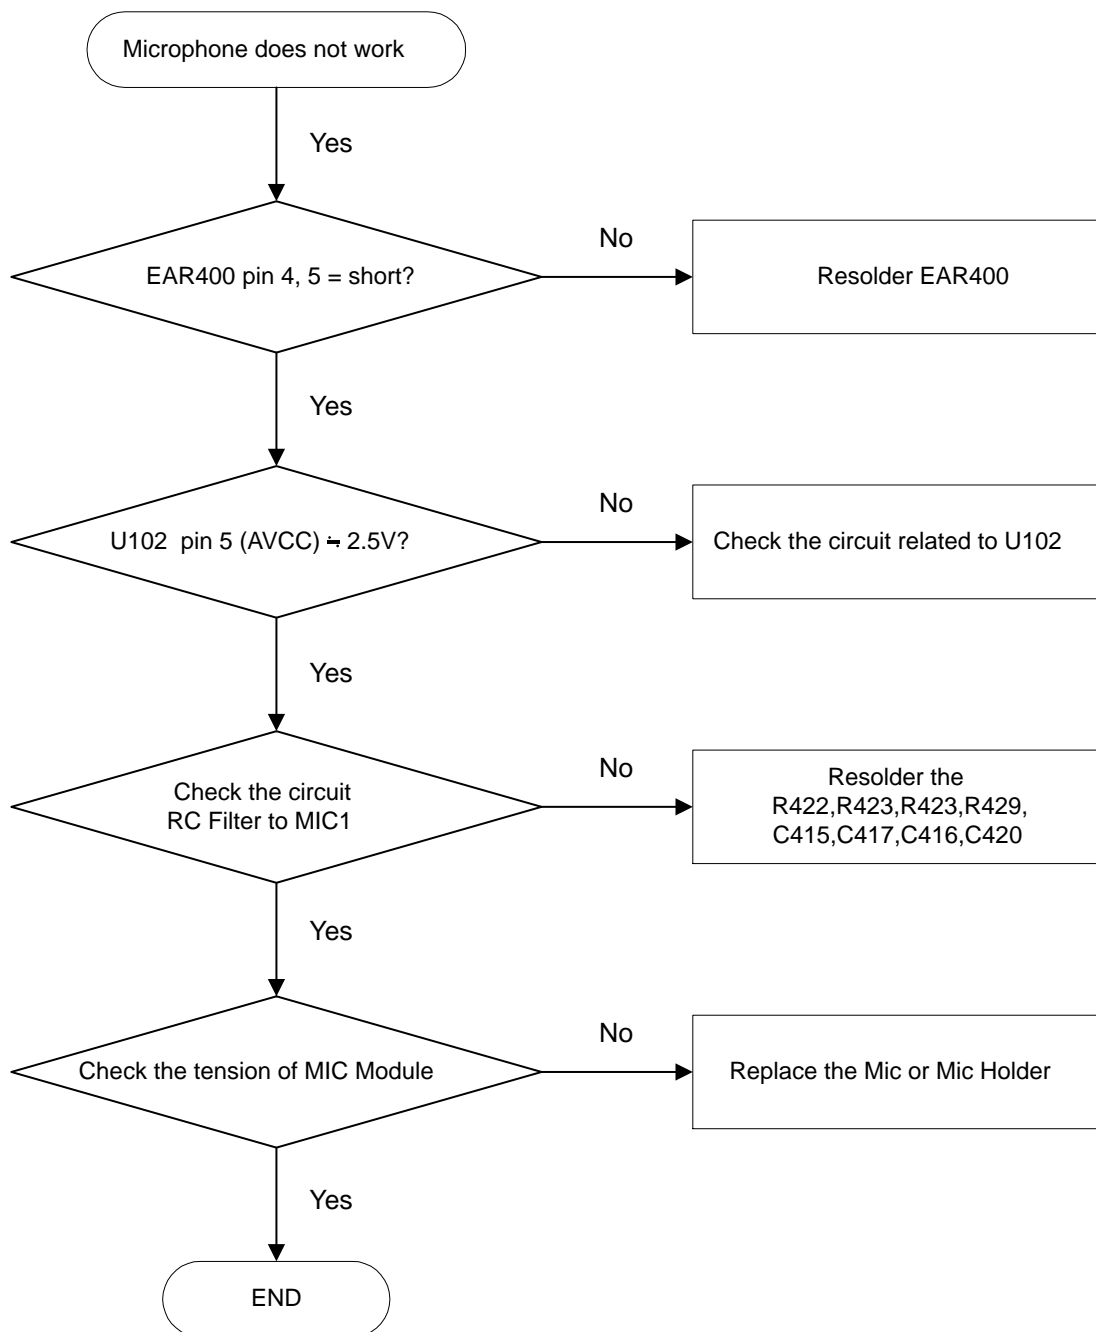 Microphone does not work
Yes
EAR400 pin 4, 5 = short?
No
Resolder EAR400
Yes
U102 pin 5 (AVCC) ≒ 2.5V?
No
Check the circuit related to U102
Yes
Check the circuit
RC Filter to MIC1
No
Resolder the
R422,R423,R423,R429,
C415,C417,C416,C420
Yes
Check the tension of MIC Module
No
Replace the Mic or Mic Holder
Yes
END